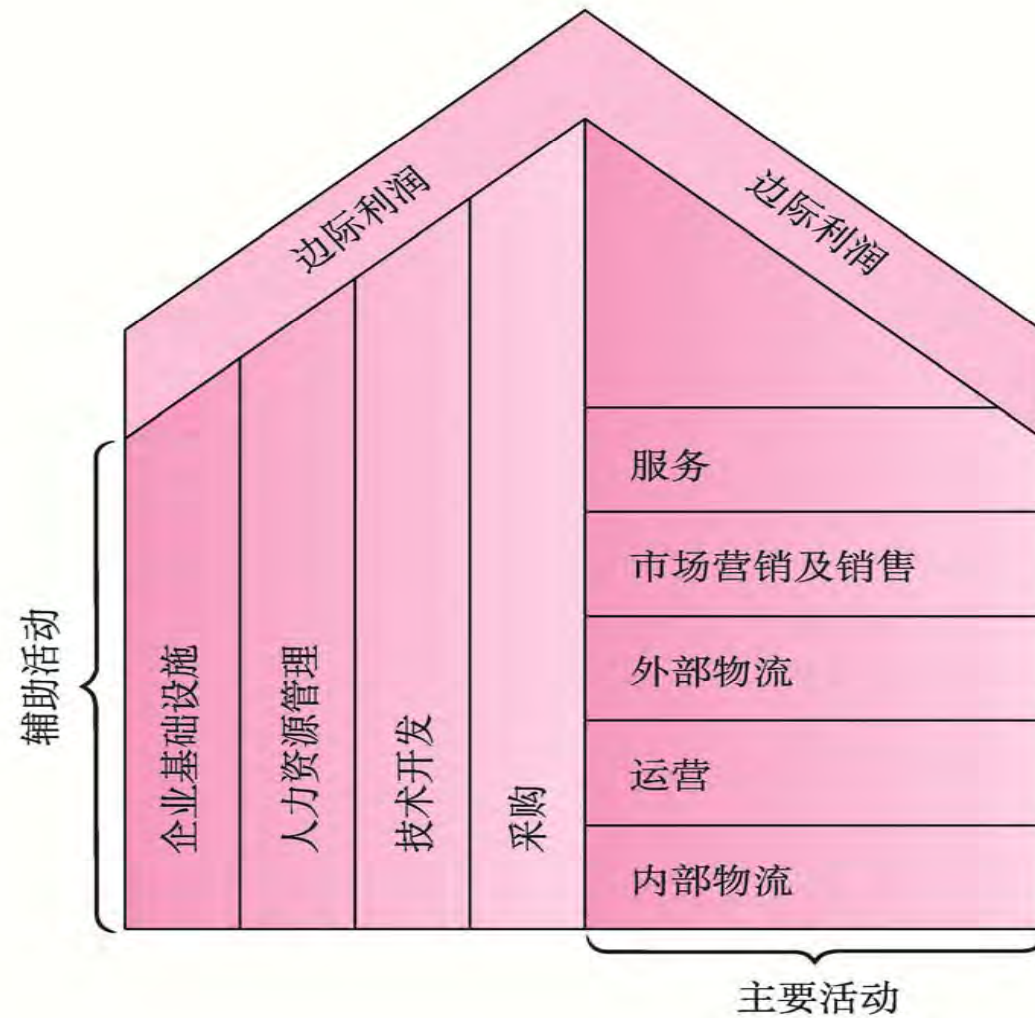 边际利润
边际利润
辅助活动
企业基础设施
人力资源管理
技术开发
采购
服务
市场营销及销售
外部物流
运营
内部物流
主要活动